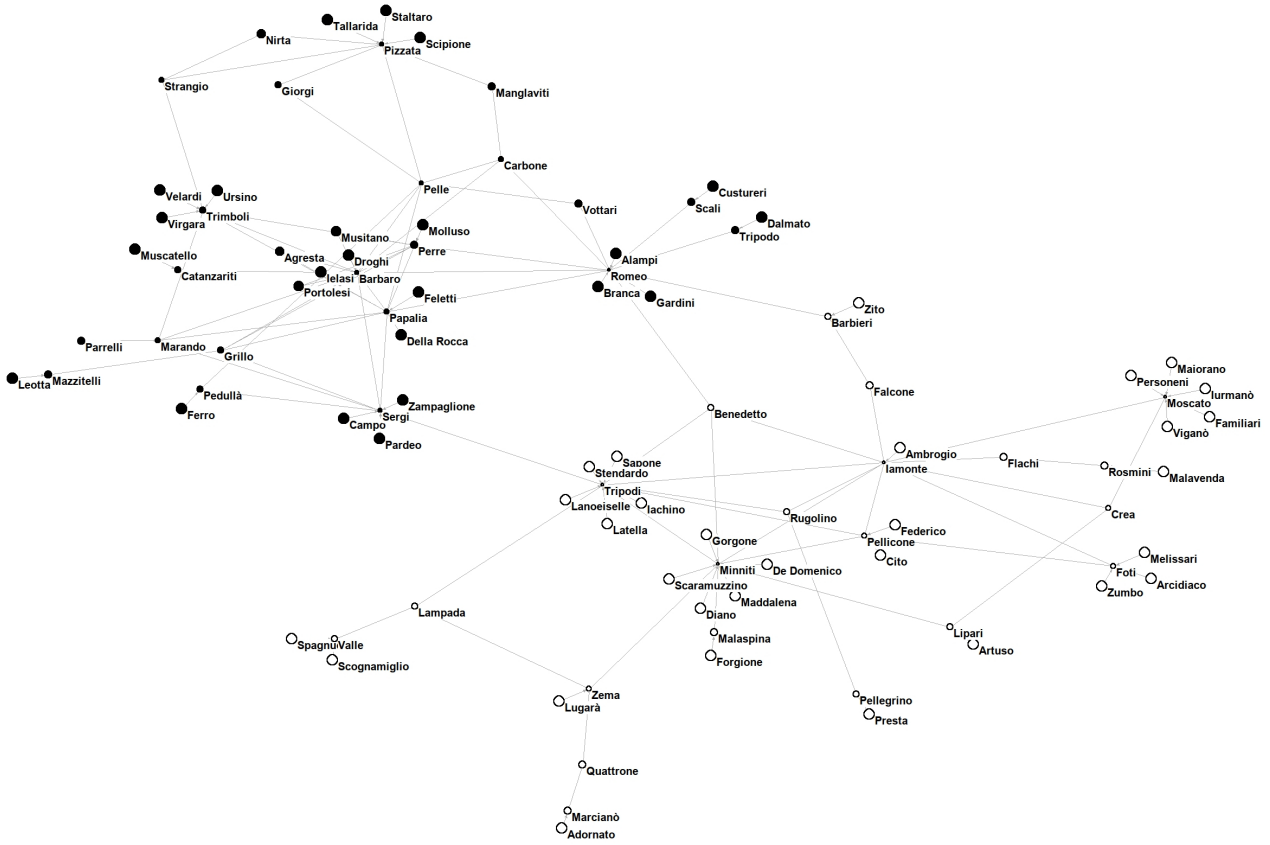 Staltaro
Tallarida
Nirta
Scipione
Pizzata
Strangio
Giorgi
Manglaviti
Carbone
Pelle
Velardi
Ursino
Custureri
Virgara
Trimboli
Vottari
Scali
Dalmato
Musitano
Molluso
Tripodo
Muscatello
Agresta
Droghi
Perre
Alampi
Catanzariti
Ielasi
Barbaro
Romeo
Portolesi
Feletti
Branca
Gardini
Papalia
Zito
Barbieri
Parrelli
Marando
Grillo
Della Rocca
Leotta
Mazzitelli
Pedullà
Ferro
Zampaglione
Campo
Sergi
Pardeo
Benedetto
Falcone
Maiorano
Personeni
Iurmanò
Moscato
Familiari
Viganò
Ambrogio
Iamonte
Flachi
Rosmini
Malavenda
Sapone
Stendardo
Tripodi
Lanoeiselle
Iachino
Latella
Rugolino
Crea
Gorgone
Federico
Pellicone
Cito
Minniti
De Domenico
Melissari
Foti
Scaramuzzino
Arcidiaco
Zumbo
Maddalena
Diano
Lampada
Malaspina
Lipari
Spagnu
Valle
Artuso
Scognamiglio
Forgione
Zema
Lugarà
Pellegrino
Presta
Quattrone
Marcianò
Adornato